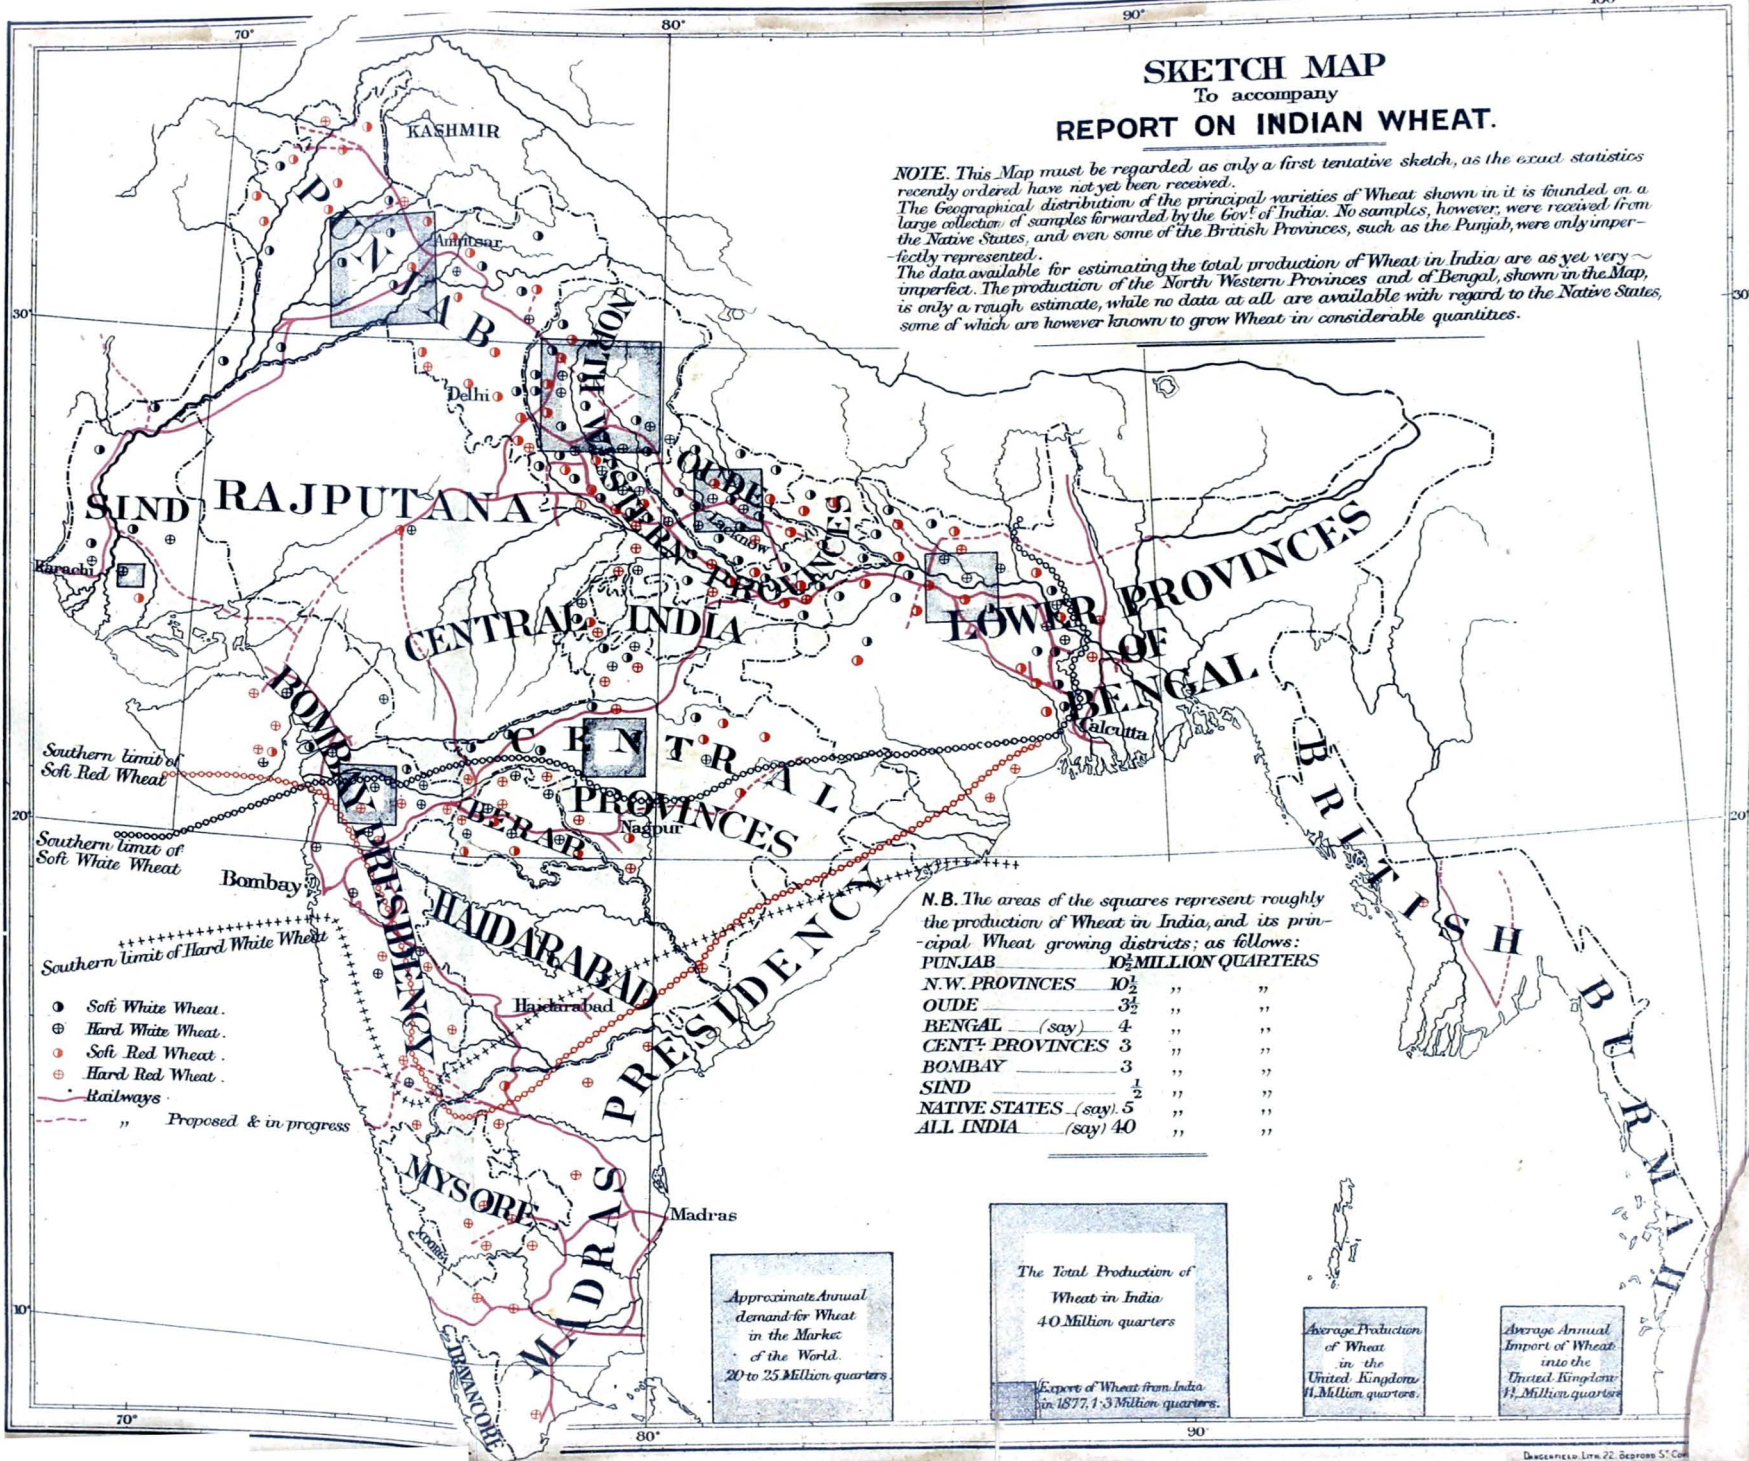 70°
80°
90°
100°
SKETCH MAP
To accompany
REPORT ON INDIAN WHEAT.
NOTE. This Map must be regarded as only a first tentative sketch, as the exact statistics
recently ordered have not yet been received.
The Geographical distribution of the principal varieties of Wheat shown in it is founded on a
large collection of samples forwarded by the Govt. of India. No samples, however, were received from
the Native States, and even some of the British Provinces, such as the Punjab, were only imper-
-fectly represented.
The data available for estimating the total production of Wheat in India are as yet very
imperfect. The production of the North Western Provinces and of Bengal, shown in the Map,
is only a rough estimate, while no data at all are available with regard to the Native States,
some of which are however known to grow Wheat in considerable quantities.
KASHMIR
PUNJAB
Amritsar
30°
30°
NORTH WESTERN PROVINCES
Delhi
OUDE
Lucknow
SIND
RAJPUTANA
Karachi
CENTRAL INDIA
LOWER PROVINCES
OF
BENGAL
Calcutta
BOMBAY PRESIDENCY
CENTRAL
PROVINCES
BERAR
Nagpur
Southern limit of
Soft Red Wheat
20°
20°
Southern limit of
Soft White Wheat
Bombay
HAIDARABAD
Haidarabad
Southern limit of Hard White Wheat
BRITISH BURMAH
Soft White Wheat.
Hard White Wheat.
Soft Red Wheat.
Hard Red Wheat.
Railways
„ Proposed & in progress
N.B. The areas of the squares represent roughly
the production of Wheat in India, and its prin-
-cipal Wheat growing districts; as follows:
PUNJAB 10½ MILLION QUARTERS
N.W. PROVINCES 10½ „ „
OUDE 3½ „ „
BENGAL (say) 4 „ „
CENTL. PROVINCES 3 „ „
BOMBAY 3 „ „
SIND ½ „ „
NATIVE STATES (say) 5 „ „
ALL INDIA (say) 40 „ „
MYSORE
COORG
MADRAS PRESIDENCY
Madras
TRAVANCORE
10°
Approximate Annual
demand for Wheat
in the Market
of the World.
20 to 25 Million quarters
The Total Production of
Wheat in India
40 Million quarters
Export of Wheat from India
in 1877, 1·3 Million quarters.
Average Production
of Wheat
in the
United Kingdom
11, Million quarters.
Average Annual
Import of Wheat
into the
United Kingdom
11, Million quarters
70°
80°
90°
DANGERFIELD. LITH. 22. BEDFORD ST. COV